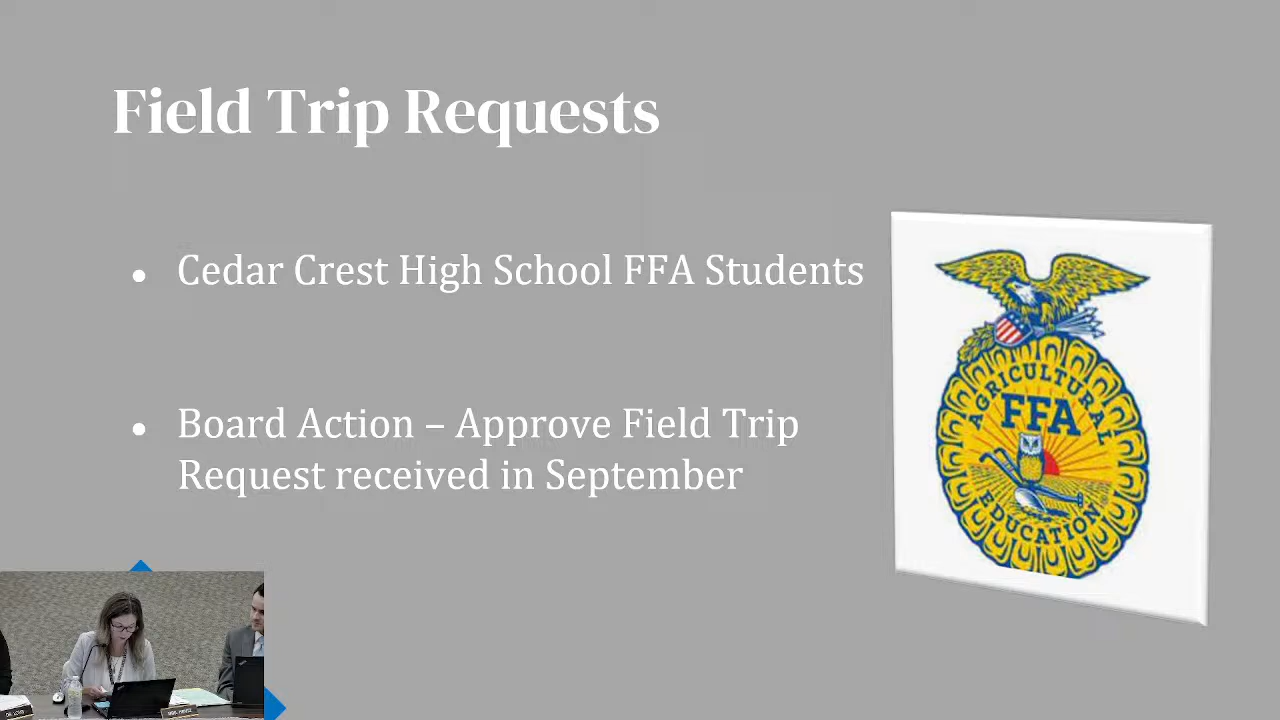 Field Trip Requests
• Cedar Crest High School FFA Students
• Board Action – Approve Field Trip
Request received in September
AGRICULTURAL
FFA
EDUCATION